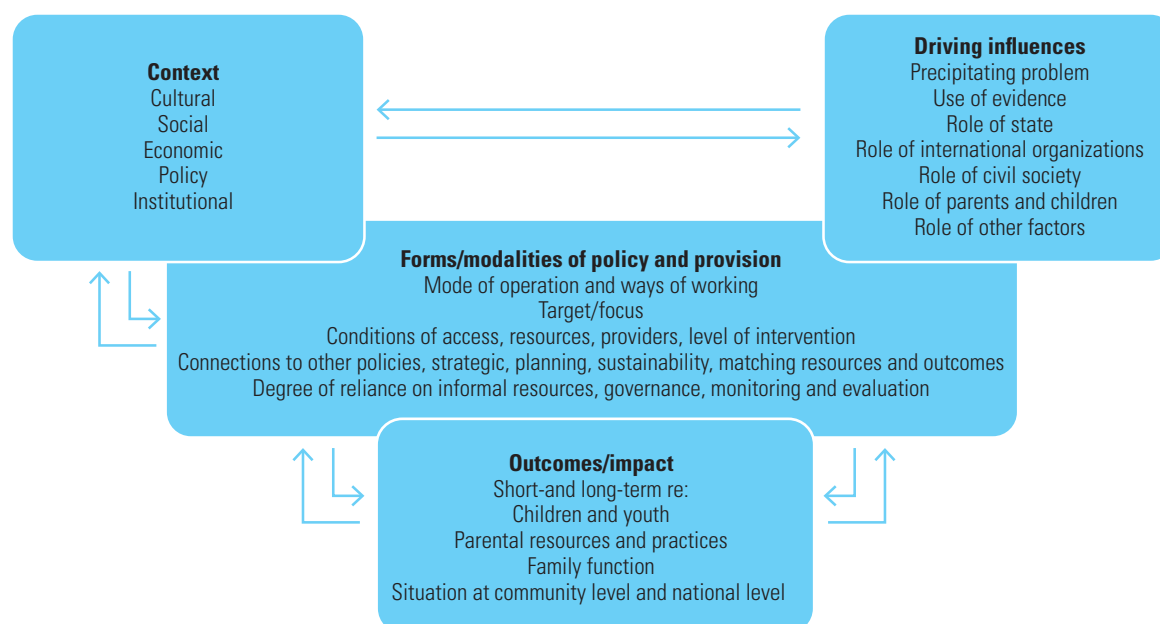 Context
Cultural
Social
Economic
Policy
Institutional
Driving influences
Precipitating problem
Use of evidence
Role of state
Role of international organizations
Role of civil society
Role of parents and children
Role of other factors
Forms/modalities of policy and provision
Mode of operation and ways of working
Target/focus
Conditions of access, resources, providers, level of intervention
Connections to other policies, strategic, planning, sustainability, matching resources and outcomes
Degree of reliance on informal resources, governance, monitoring and evaluation
Outcomes/impact
Short-and long-term re:
Children and youth
Parental resources and practices
Family function
Situation at community level and national level